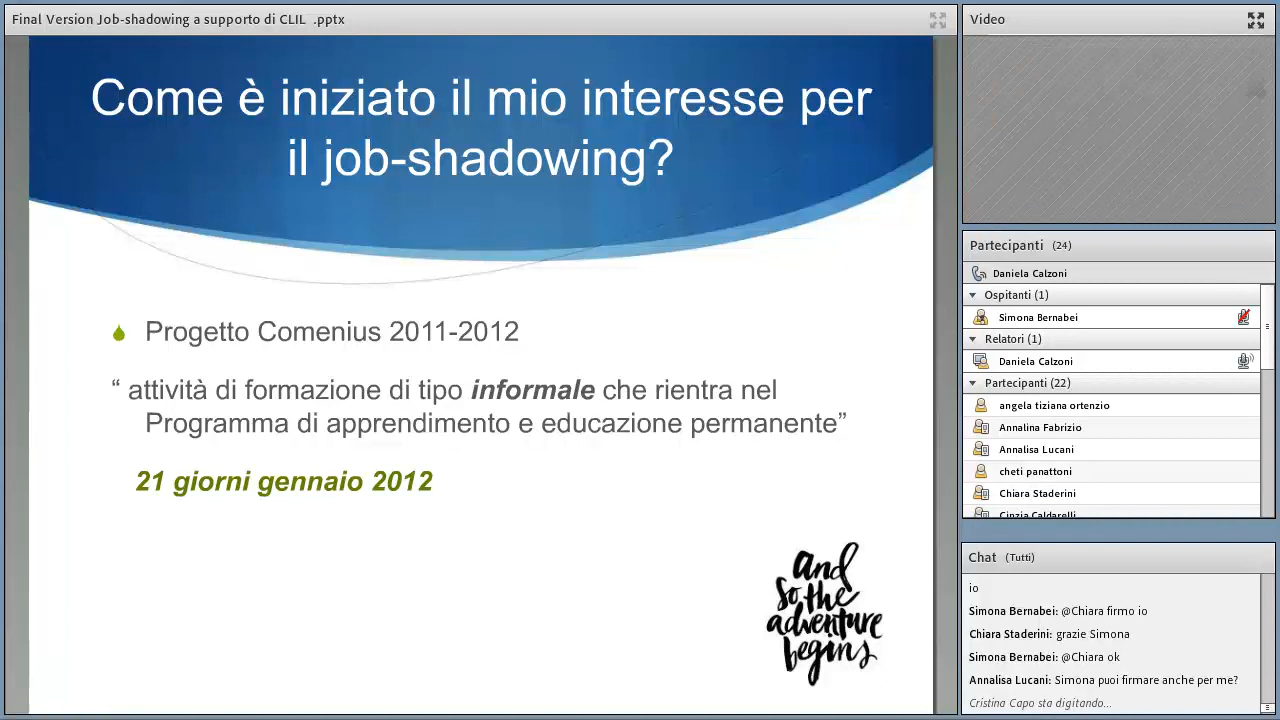 Final Version Job-shadowing a supporto di CLIL .pptx
Come è iniziato il mio interesse per
il job-shadowing?
Progetto Comenius 2011-2012
“ attività di formazione di tipo informale che rientra nel
Programma di apprendimento e educazione permanente”
21 giorni gennaio 2012
and
so the
adventure
begins
Video
Partecipanti (24)
Daniela Calzoni
Ospitanti (1)
Simona Bernabei
Relatori (1)
Daniela Calzoni
Partecipanti (22)
angela tiziana ortenzio
Annalina Fabrizio
Annalisa Lucani
cheti panattoni
Chiara Staderini
Cinzia Caldarelli
Chat (Tutti)
io
Simona Bernabei: @Chiara firmo io
Chiara Staderini: grazie Simona
Simona Bernabei: @Chiara ok
Annalisa Lucani: Simona puoi firmare anche per me?
Cristina Capo sta digitando...